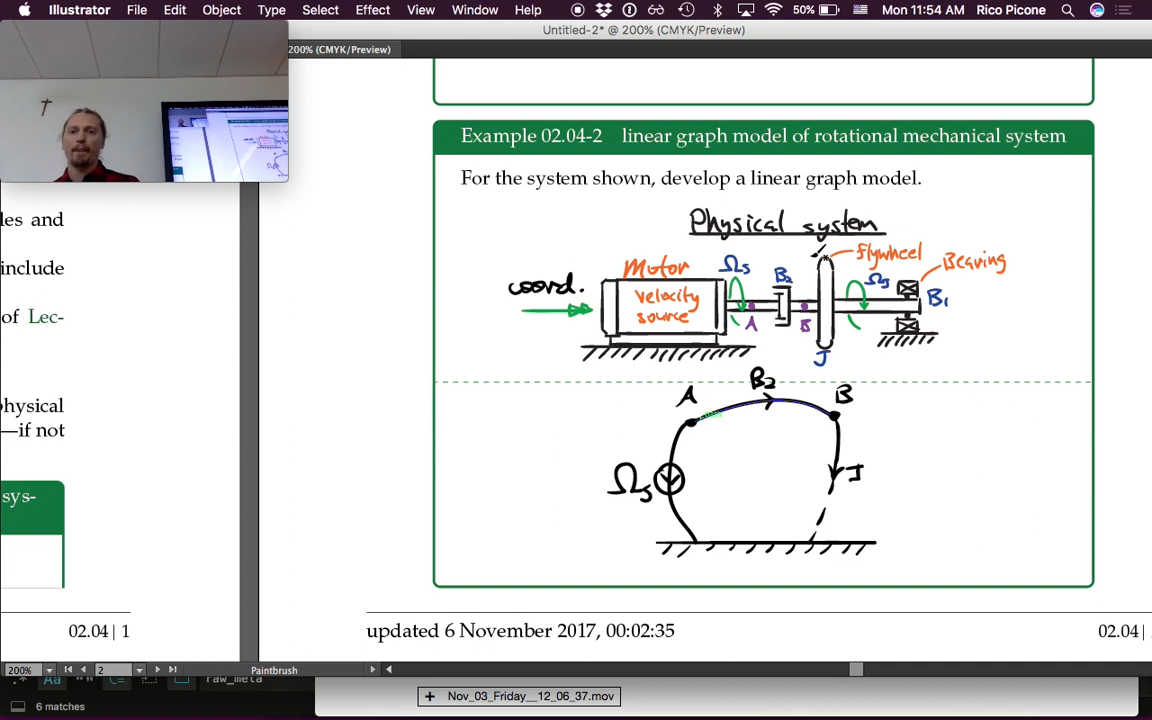 Illustrator File Edit Object Type Select Effect View Window Help 50% Mon 11:54 AM Rico Picone
Untitled-2* @ 200% (CMYK/Preview)
200% (CMYK/Preview)
Example 02.04-2 linear graph model of rotational mechanical system
For the system shown, develop a linear graph model.
Physical system
les and
include
of Lec-
physical
—if not
sys-
coord.
Motor
velocity
source
Ωs
A
B2
B
flywheel
J
ΩJ
Bearing
B1
A
B2
B
Ωs
J
02.04| 1
updated 6 November 2017, 00:02:35
02.04|
200% 2 Paintbrush
Aa "" raw_meta
6 matches
+ Nov_03_Friday__12_06_37.mov